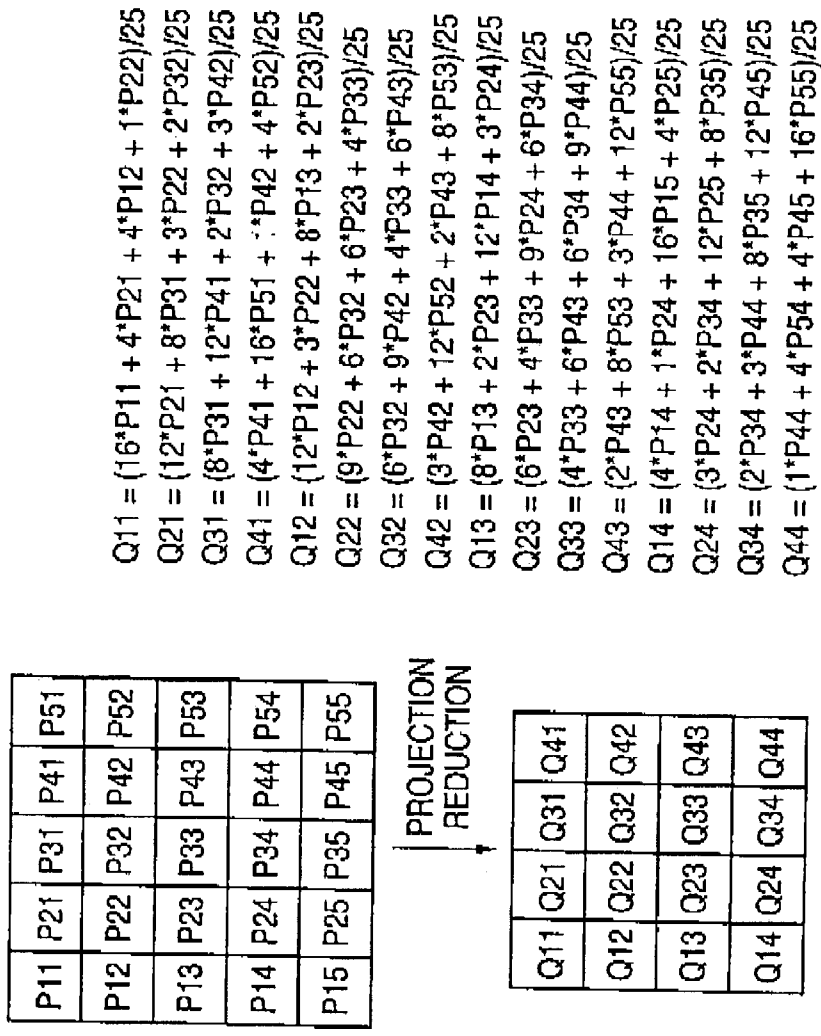 P11 P21 P31 P41 P51
P12 P22 P32 P42 P52
P13 P23 P33 P43 P53
P14 P24 P34 P44 P54
P15 P25 P35 P45 P55
PROJECTION
REDUCTION
Q11 Q21 Q31 Q41
Q12 Q22 Q32 Q42
Q13 Q23 Q33 Q43
Q14 Q24 Q34 Q44
Q11 = (16*P11 + 4*P21 + 4*P12 + 1*P22)/25
Q21 = (12*P21 + 8*P31 + 3*P22 + 2*P32)/25
Q31 = (8*P31 + 12*P41 + 2*P32 + 3*P42)/25
Q41 = (4*P41 + 16*P51 + *P42 + 4*P52)/25
Q12 = (12*P12 + 3*P22 + 8*P13 + 2*P23)/25
Q22 = (9*P22 + 6*P32 + 6*P23 + 4*P33)/25
Q32 = (6*P32 + 9*P42 + 4*P33 + 6*P43)/25
Q42 = (3*P42 + 12*P52 + 2*P43 + 8*P53)/25
Q13 = (8*P13 + 2*P23 + 12*P14 + 3*P24)/25
Q23 = (6*P23 + 4*P33 + 9*P24 + 6*P34)/25
Q33 = (4*P33 + 6*P43 + 6*P34 + 9*P44)/25
Q43 = (2*P43 + 8*P53 + 3*P44 + 12*P55)/25
Q14 = (4*P14 + 1*P24 + 16*P15 + 4*P25)/25
Q24 = (3*P24 + 2*P34 + 12*P25 + 8*P35)/25
Q34 = (2*P34 + 3*P44 + 8*P35 + 12*P45)/25
Q44 = (1*P44 + 4*P54 + 4*P45 + 16*P55)/25